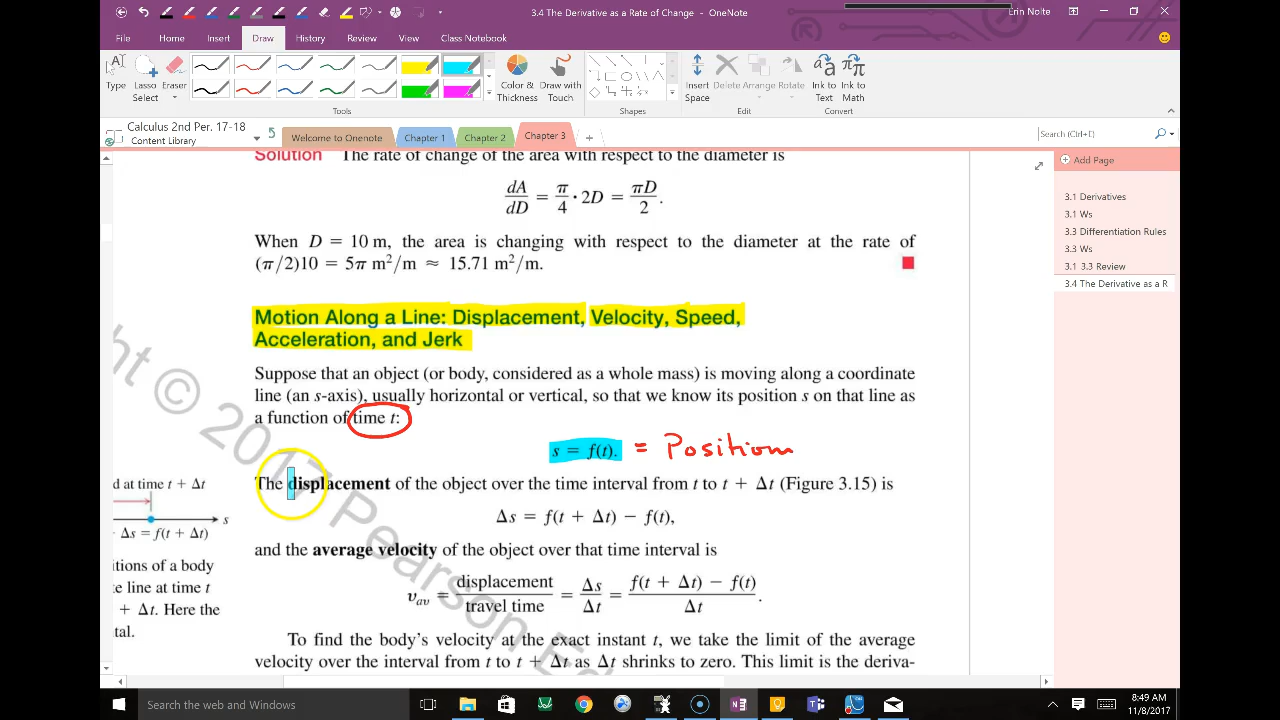 3.4 The Derivative as a Rate of Change - OneNote
Erin Nolte
File Home Insert Draw History Review View Class Notebook
Type
Lasso Select
Eraser
Color & Thickness
Draw with Touch
Insert Space
Delete
Arrange
Rotate
Ink to Text
Ink to Math
Tools
Shapes
Edit
Convert
Calculus 2nd Per. 17-18
Content Library
Welcome to Onenote
Chapter 1
Chapter 2
Chapter 3
Search (Ctrl+E)
Add Page
3.1 Derivatives
3.1 Ws
3.3 Differentiation Rules
3.3 Ws
3.1 3.3 Review
3.4 The Derivative as a R
Solution The rate of change of the area with respect to the diameter is
dA/dD = π/4 · 2D = πD/2.
When D = 10 m, the area is changing with respect to the diameter at the rate of
(π/2)10 = 5π m²/m ≈ 15.71 m²/m.
Motion Along a Line: Displacement, Velocity, Speed,
Acceleration, and Jerk
Suppose that an object (or body, considered as a whole mass) is moving along a coordinate
line (an s-axis), usually horizontal or vertical, so that we know its position s on that line as
a function of time t:
s = f(t). = Position
The displacement of the object over the time interval from t to t + Δt (Figure 3.15) is
Δs = f(t + Δt) − f(t),
and the average velocity of the object over that time interval is
v_av = displacement/travel time = Δs/Δt = (f(t + Δt) − f(t))/Δt.
To find the body's velocity at the exact instant t, we take the limit of the average
velocity over the interval from t to t + Δt as Δt shrinks to zero. This limit is the deriva-
d at time t + Δt
s
Δs = f(t + Δt)
itions of a body
e line at time t
+ Δt. Here the
tal.
ht © 2017 Pearson Ed
Search the web and Windows
8:49 AM
11/8/2017